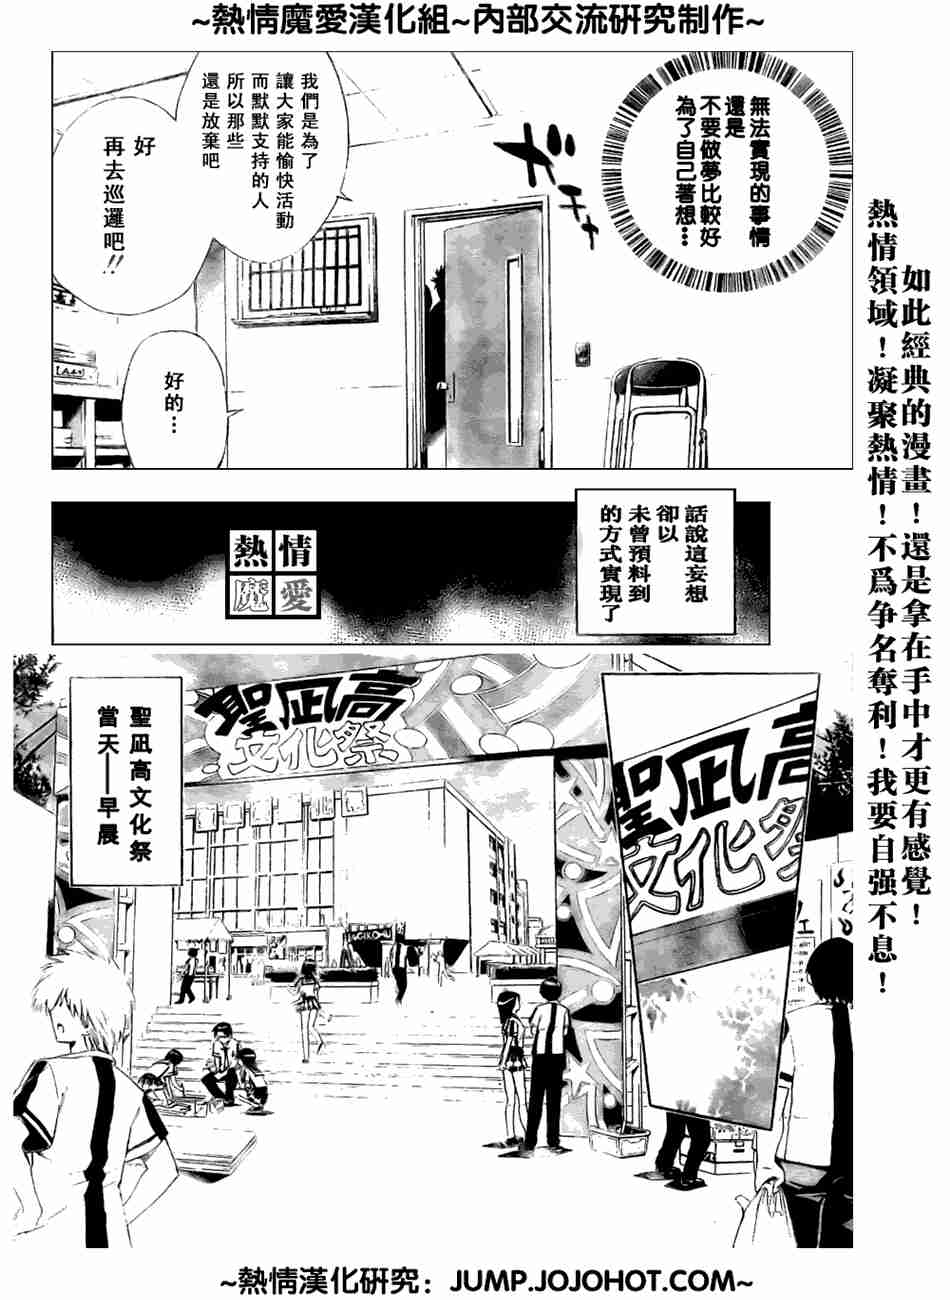 ~熱情魔愛漢化組~內部交流研究制作~
無法實現的事情
還是
不要做夢比較好
為了自己著想…
ガチャ
我們是為了
讓大家能愉快活動
而默默支持的人
所以那些
還是放棄吧
好
再去巡邏吧!!
好的…
[A4]
如此經典的漫畫！還是拿在手中才更有感覺！
熱情領域！凝聚熱情！不爲争名奪利！我要自强不息！
話說這妄想
卻以
未曾預料到
的方式實現了
熱情
魔愛
聖凪高
文化祭
聖凪高
文化祭
聖凪高文化祭
當天——早晨
~熱情漢化研究：JUMP.JOJOHOT.COM~